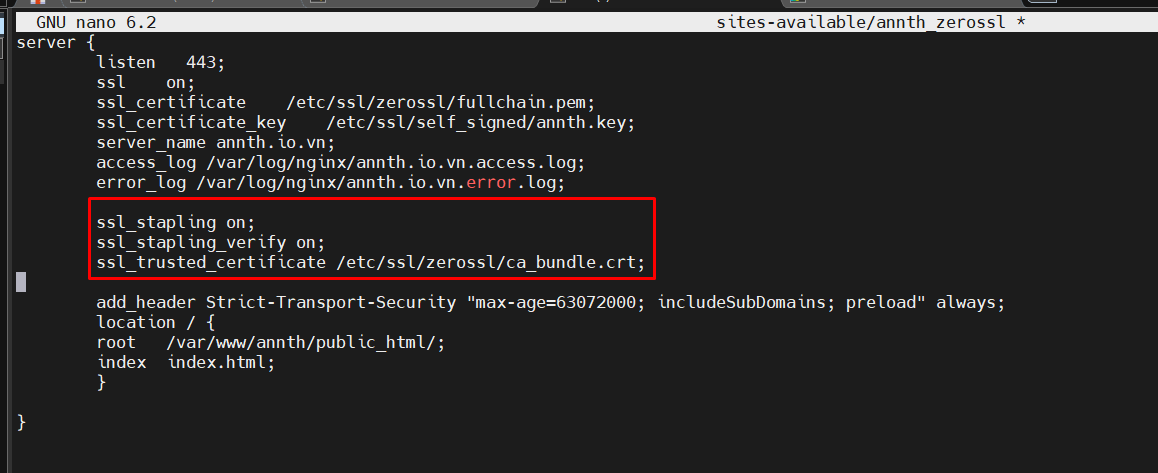 GNU nano 6.2 sites-available/annth_zerossl *
server {
listen 443;
ssl on;
ssl_certificate /etc/ssl/zerossl/fullchain.pem;
ssl_certificate_key /etc/ssl/self_signed/annth.key;
server_name annth.io.vn;
access_log /var/log/nginx/annth.io.vn.access.log;
error_log /var/log/nginx/annth.io.vn.error.log;
ssl_stapling on;
ssl_stapling_verify on;
ssl_trusted_certificate /etc/ssl/zerossl/ca_bundle.crt;
add_header Strict-Transport-Security "max-age=63072000; includeSubDomains; preload" always;
location / {
root /var/www/annth/public_html/;
index index.html;
}
}